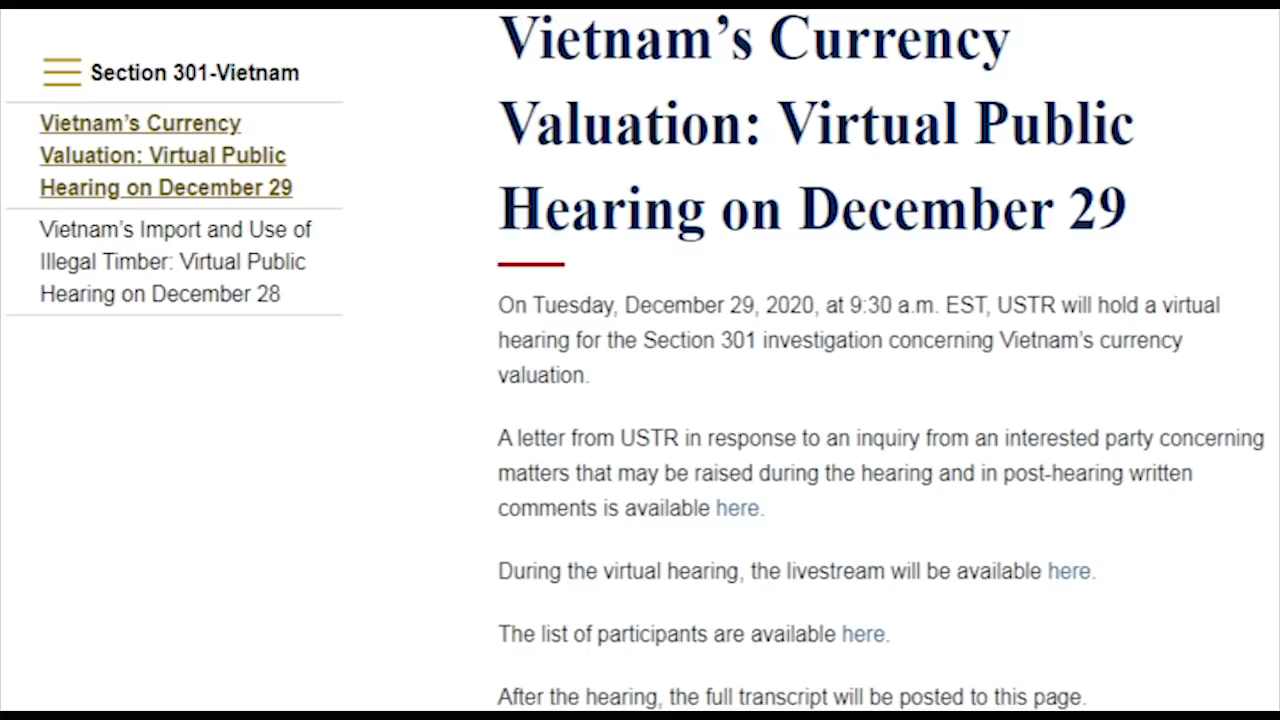 Section 301-Vietnam
Vietnam's Currency
Valuation: Virtual Public
Hearing on December 29
Vietnam's Import and Use of
Illegal Timber: Virtual Public
Hearing on December 28
Vietnam's Currency
Valuation: Virtual Public
Hearing on December 29
On Tuesday, December 29, 2020, at 9:30 a.m. EST, USTR will hold a virtual
hearing for the Section 301 investigation concerning Vietnam's currency
valuation.
A letter from USTR in response to an inquiry from an interested party concerning
matters that may be raised during the hearing and in post-hearing written
comments is available here.
During the virtual hearing, the livestream will be available here.
The list of participants are available here.
After the hearing, the full transcript will be posted to this page.